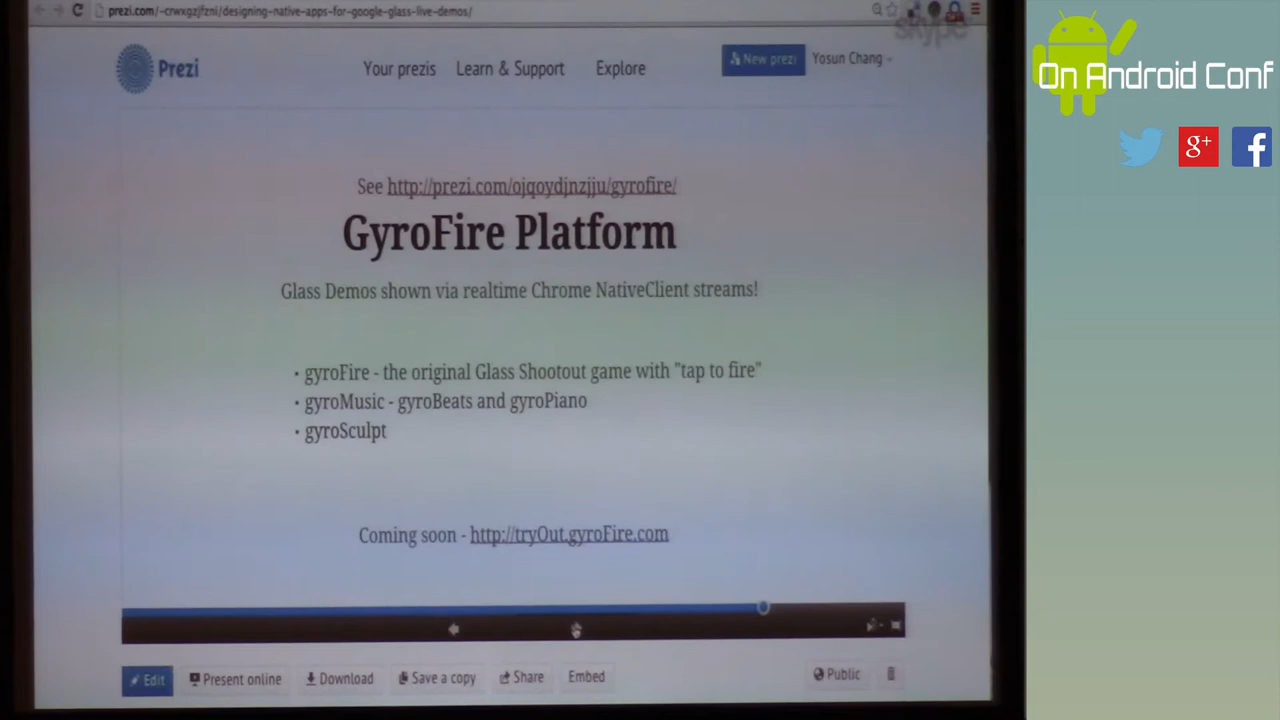 prezi.com/-crwxgzjfzni/designing-native-apps-for-google-glass-live-demos/
skype
Prezi
Your prezis
Learn & Support
Explore
New prezi
Yosun Chang
On Android Conf
g+
f
See http://prezi.com/ojqoydjnzjju/gyrofire/
GyroFire Platform
Glass Demos shown via realtime Chrome NativeClient streams!
• gyroFire - the original Glass Shootout game with "tap to fire"
• gyroMusic - gyroBeats and gyroPiano
• gyroSculpt
Coming soon - http://tryOut.gyroFire.com
Edit
Present online
Download
Save a copy
Share
Embed
Public